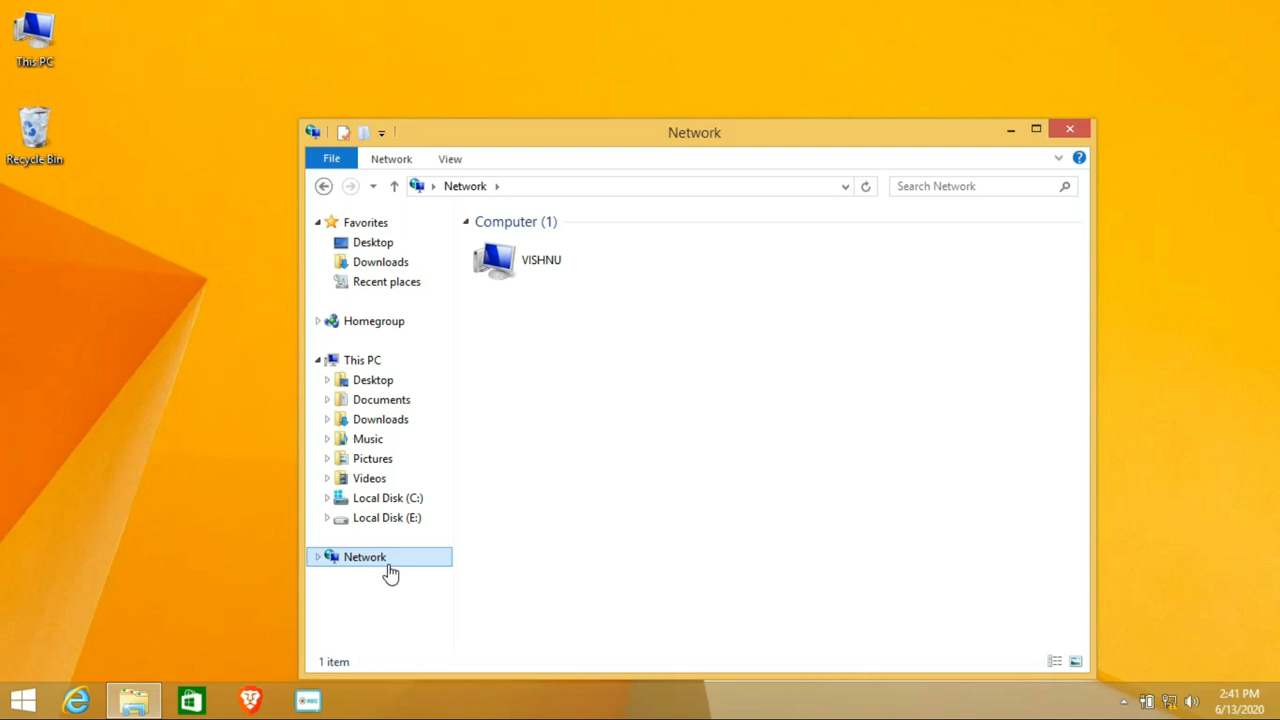 This PC
Recycle Bin
Network
File
Network
View
Network
Search Network
Favorites
Desktop
Downloads
Recent places
Homegroup
This PC
Desktop
Documents
Downloads
Music
Pictures
Videos
Local Disk (C:)
Local Disk (E:)
Network
Computer (1)
VISHNU
1 item
REC
2:41 PM
6/13/2020